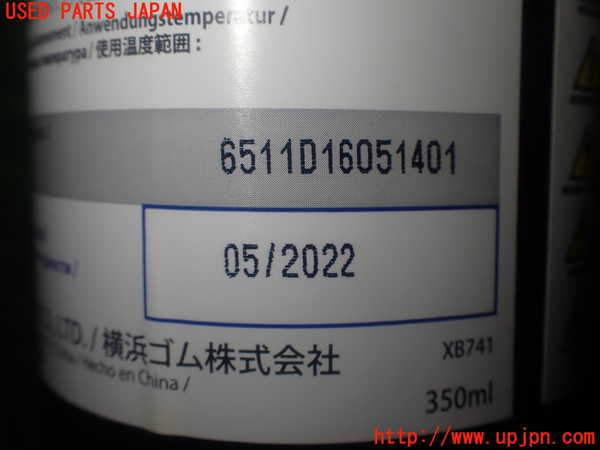 USED PARTS JAPAN
/ Anwendungstemperatur /
/ 使用温度範囲：
6511D16051401
05/2022
LTD. / 横浜ゴム株式会社
XB741
/ Hecho en China /
350ml
http://www.upjpn.com/